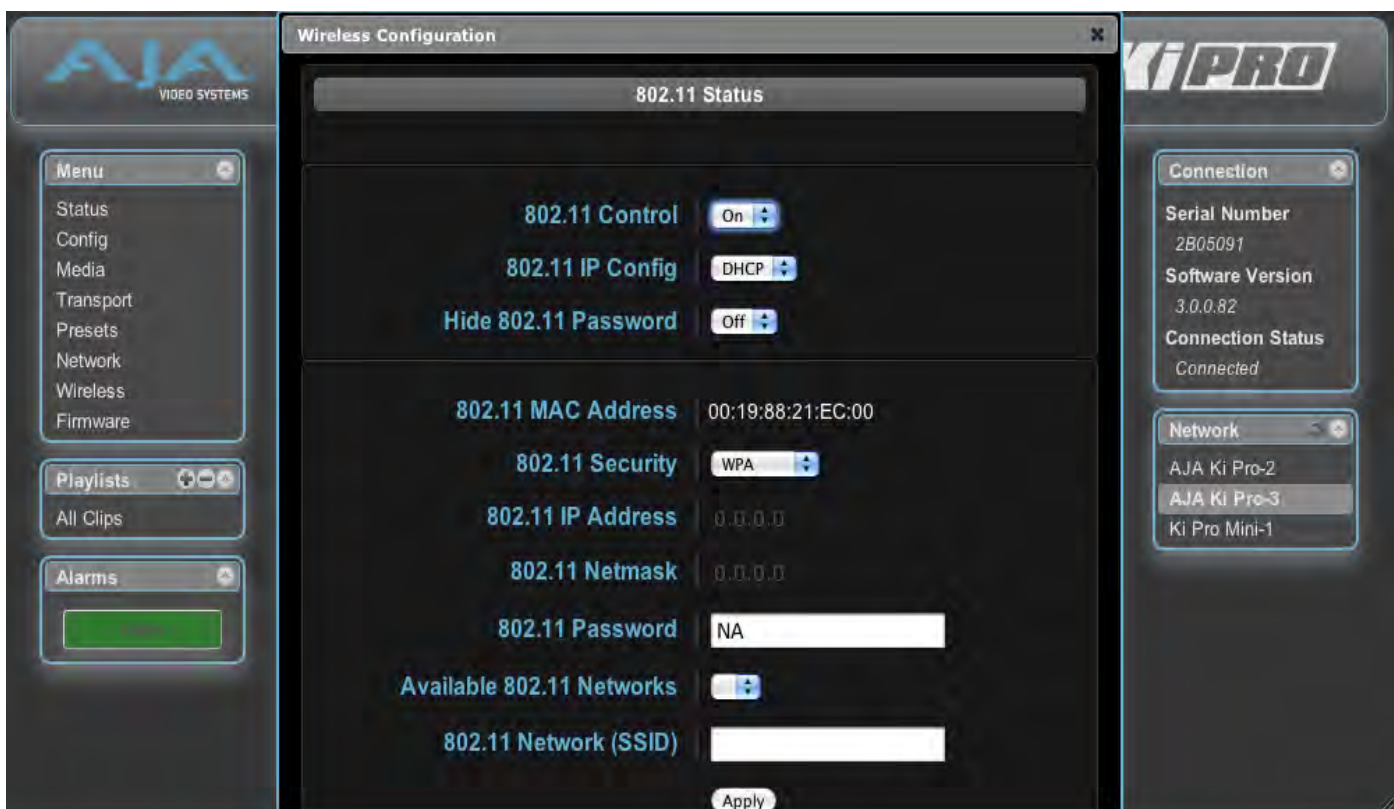 AJA
VIDEO SYSTEMS
Wireless Configuration
Ki PRO
802.11 Status
Menu
Status
Config
Media
Transport
Presets
Network
Wireless
Firmware
Playlists
All Clips
Alarms
802.11 Control On
802.11 IP Config DHCP
Hide 802.11 Password Off
802.11 MAC Address 00:19:88:21:EC:00
802.11 Security WPA
802.11 IP Address 0.0.0.0
802.11 Netmask 0.0.0.0
802.11 Password NA
Available 802.11 Networks
802.11 Network (SSID)
Apply
Connection
Serial Number
2B05091
Software Version
3.0.0.82
Connection Status
Connected
Network
AJA Ki Pro-2
AJA Ki Pro-3
Ki Pro Mini-1